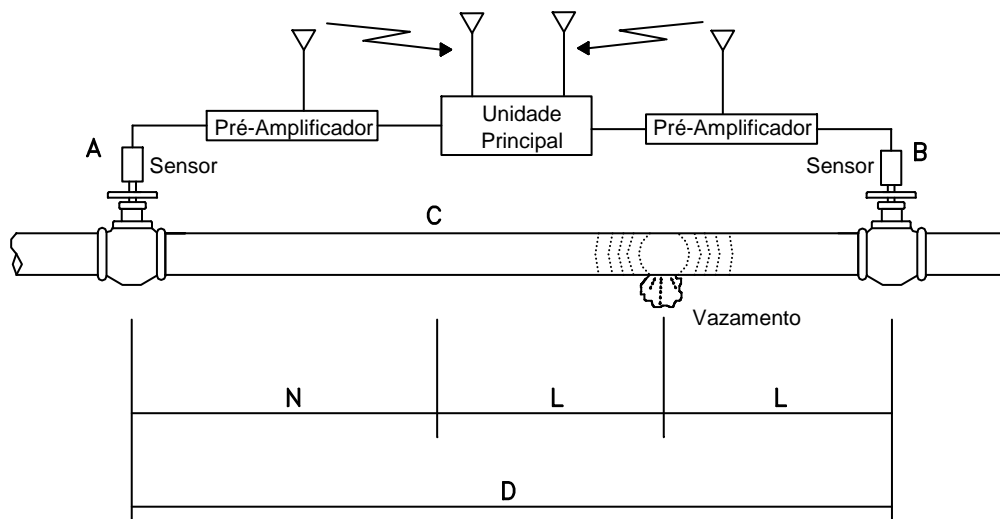 Pré-Amplificador
Unidade
Principal
Pré-Amplificador
A
Sensor
Sensor
B
C
Vazamento
N
L
L
D